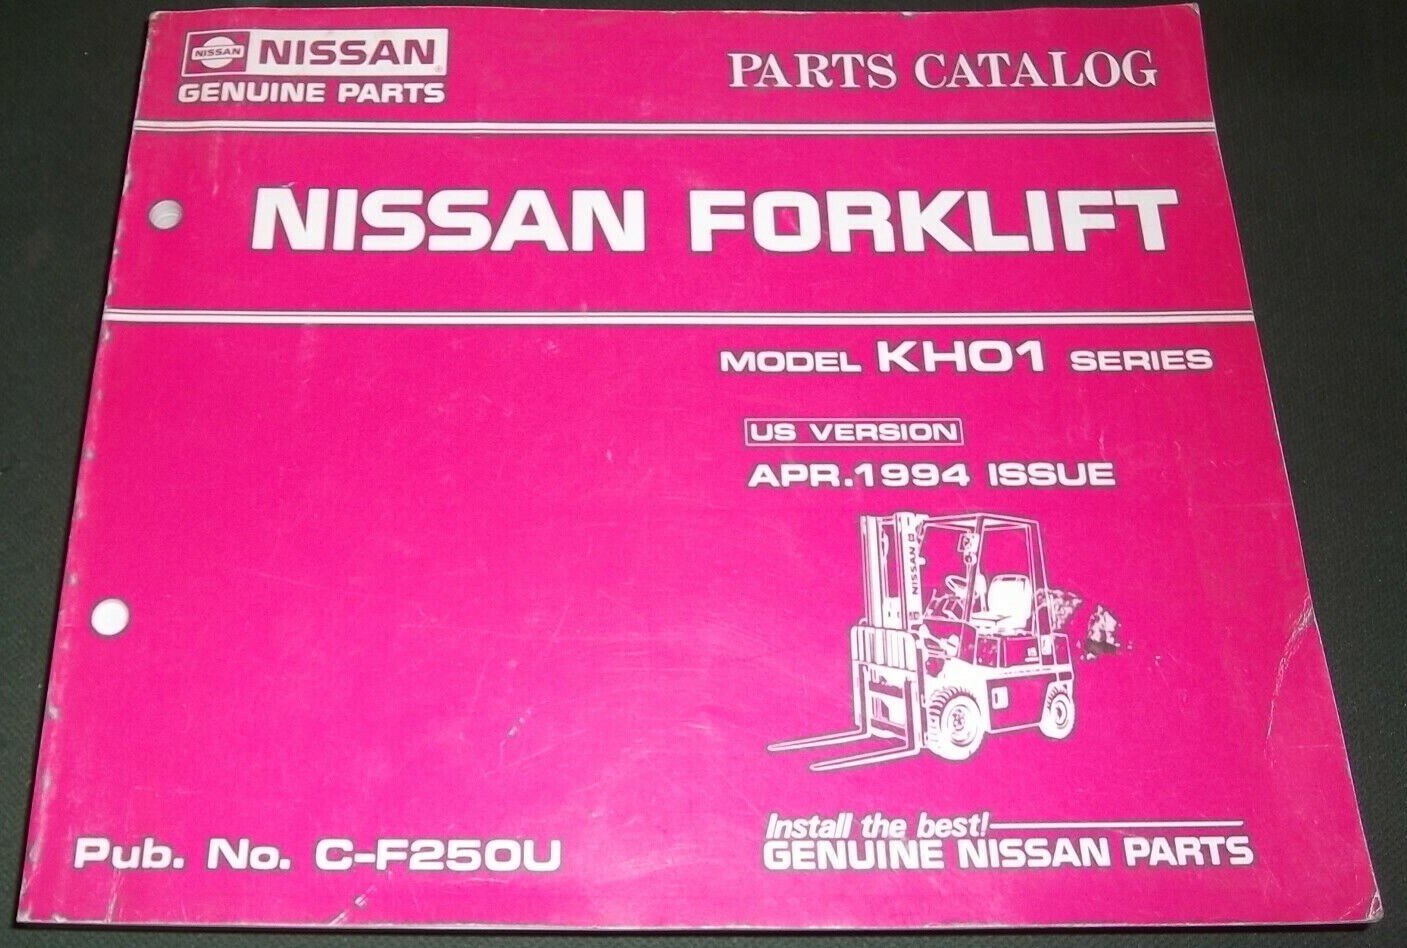 NISSAN
NISSAN®
GENUINE PARTS
PARTS CATALOG
NISSAN FORKLIFT
MODEL KH01 SERIES
US VERSION
APR.1994 ISSUE
NISSAN
Install the best!
GENUINE NISSAN PARTS
Pub. No. C-F250U